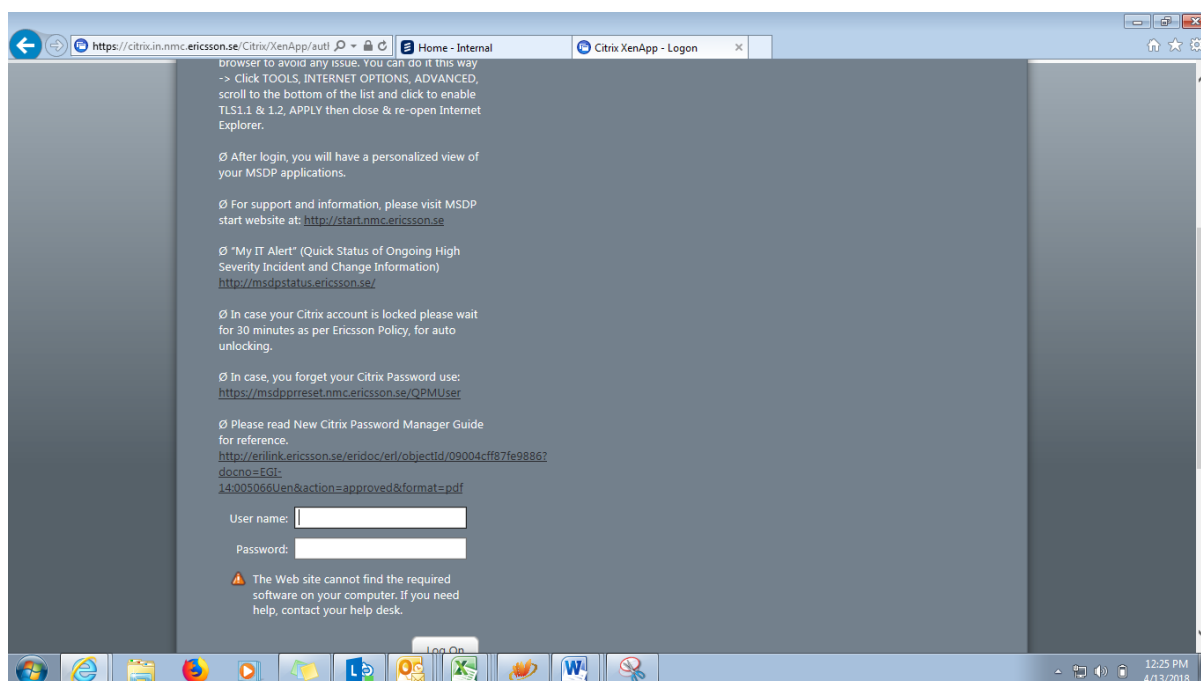 https://citrix.in.nmc.ericsson.se/Citrix/XenApp/autl
Home - Internal
Citrix XenApp - Logon
browser to avoid any issue. You can do it this way
-> Click TOOLS, INTERNET OPTIONS, ADVANCED,
scroll to the bottom of the list and click to enable
TLS1.1 & 1.2, APPLY then close & re-open Internet
Explorer.
Ø After login, you will have a personalized view of
your MSDP applications.
Ø For support and information, please visit MSDP
start website at: http://start.nmc.ericsson.se
Ø "My IT Alert" (Quick Status of Ongoing High
Severity Incident and Change Information)
http://msdpstatus.ericsson.se/
Ø In case your Citrix account is locked please wait
for 30 minutes as per Ericsson Policy, for auto
unlocking.
Ø In case, you forget your Citrix Password use:
https://msdpprreset.nmc.ericsson.se/QPMUser
Ø Please read New Citrix Password Manager Guide
for reference.
http://erilink.ericsson.se/eridoc/erl/objectId/09004cff87fe9886?
docno=EGI-
14:005066Uen&action=approved&format=pdf
User name:
Password:
The Web site cannot find the required
software on your computer. If you need
help, contact your help desk.
Log On
12:25 PM
4/13/2018